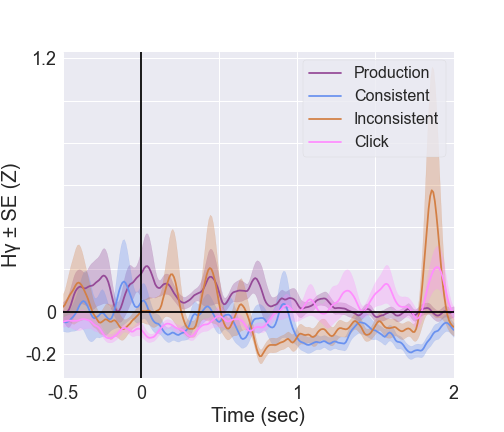 1.2
Production
Consistent
Inconsistent
Click
Hγ ± SE (Z)
0
-0.2
-0.5 0 1 2
Time (sec)